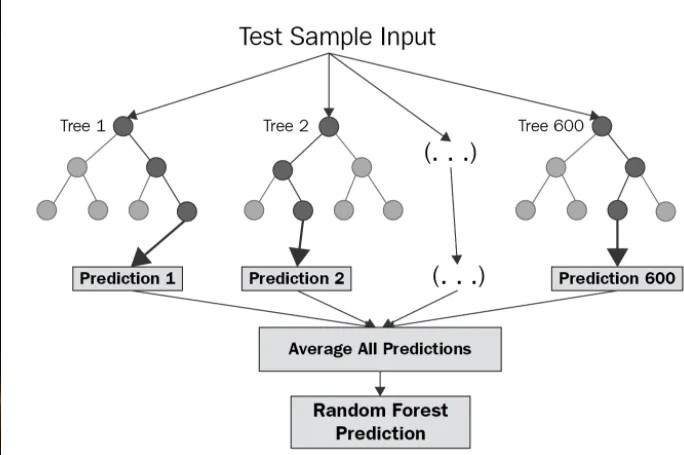 Test Sample Input
Tree 1
Tree 2
(. . .)
Tree 600
Prediction 1
Prediction 2
(. . .)
Prediction 600
Average All Predictions
Random Forest
Prediction